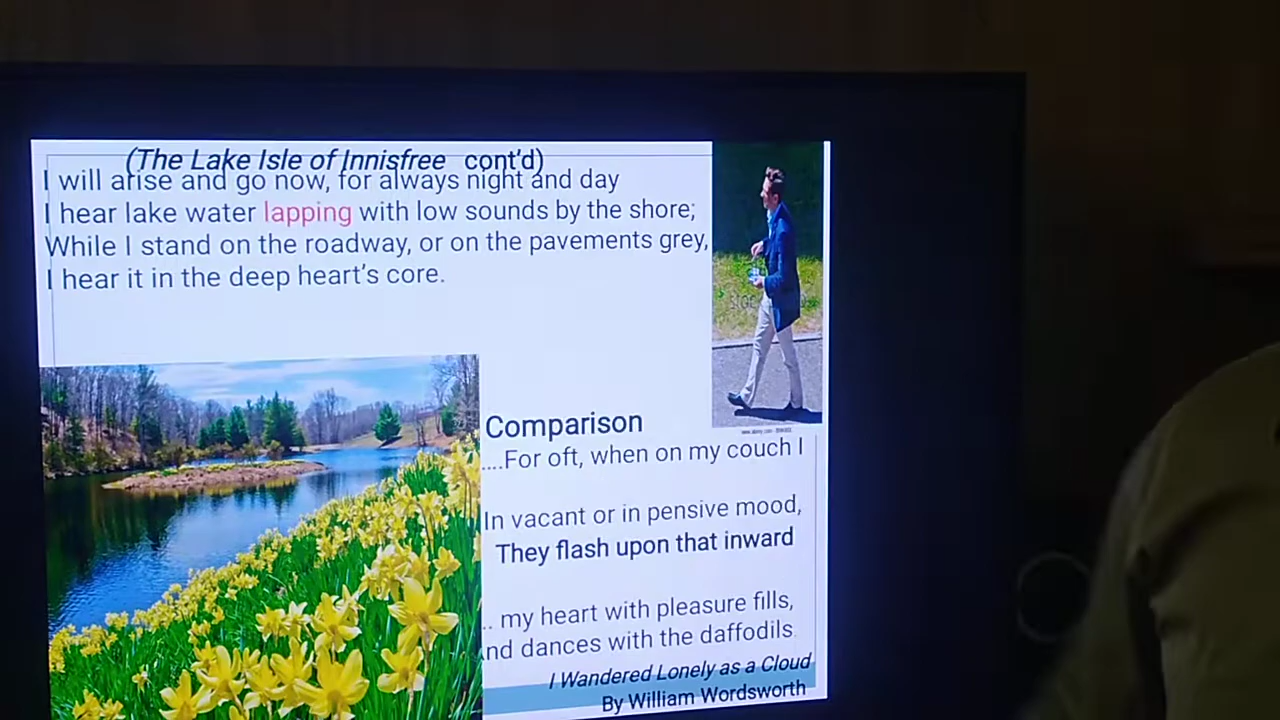 (The Lake Isle of Innisfree cont'd)
I will arise and go now, for always night and day
I hear lake water lapping with low sounds by the shore;
While I stand on the roadway, or on the pavements grey,
I hear it in the deep heart's core.
Comparison
....For oft, when on my couch I
In vacant or in pensive mood,
They flash upon that inward
.. my heart with pleasure fills,
nd dances with the daffodils
I Wandered Lonely as a Cloud
By William Wordsworth